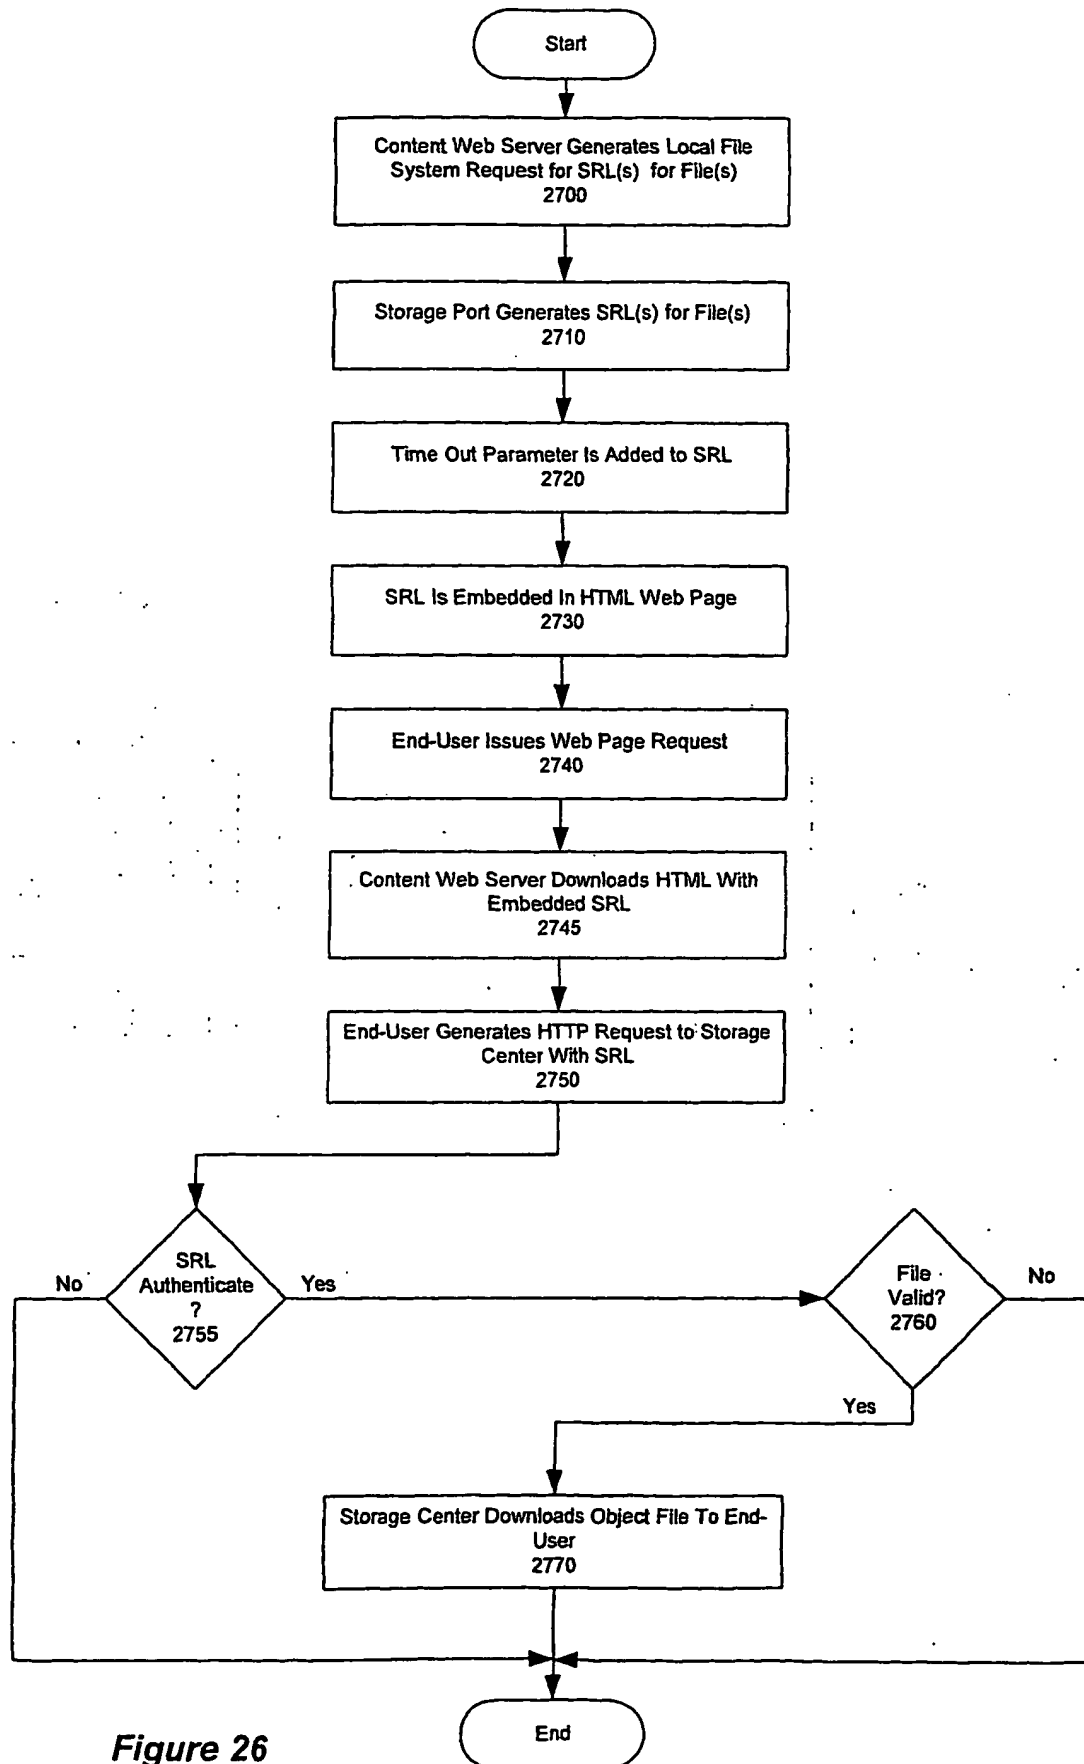 Start
Content Web Server Generates Local File
System Request for SRL(s) for File(s)
2700
Storage Port Generates SRL(s) for File(s)
2710
Time Out Parameter Is Added to SRL
2720
SRL Is Embedded In HTML Web Page
2730
End-User Issues Web Page Request
2740
Content Web Server Downloads HTML With
Embedded SRL
2745
End-User Generates HTTP Request to Storage
Center With SRL
2750
SRL
Authenticate
?
2755
No
Yes
File
Valid?
2760
No
Yes
Storage Center Downloads Object File To End-
User
2770
End
Figure 26